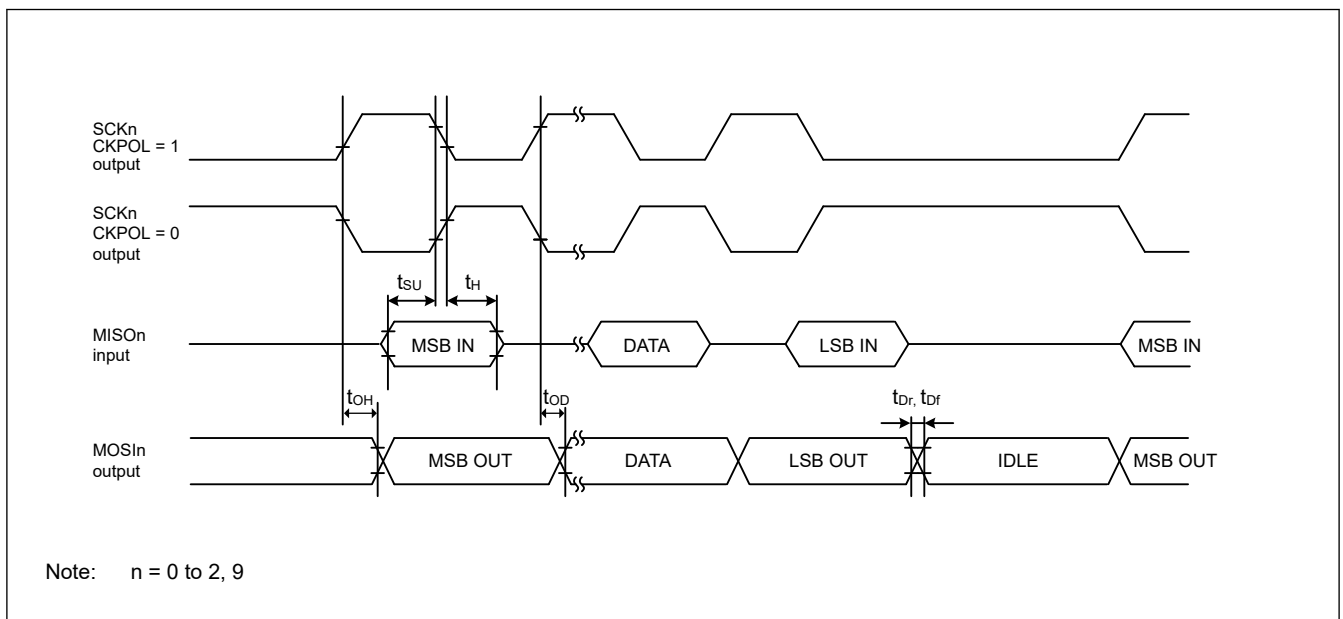 SCKn
CKPOL = 1
output
SCKn
CKPOL = 0
output
tSU
tH
MISOn
input
MSB IN
DATA
LSB IN
MSB IN
tOH
tOD
tDr, tDf
MOSIn
output
MSB OUT
DATA
LSB OUT
IDLE
MSB OUT
Note: n = 0 to 2, 9